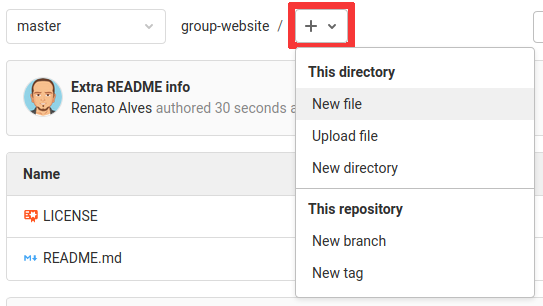 master
group-website /
This directory
New file
Upload file
New directory
This repository
New branch
New tag
Extra README info
Renato Alves authored 30 seconds a
Name
LICENSE
README.md